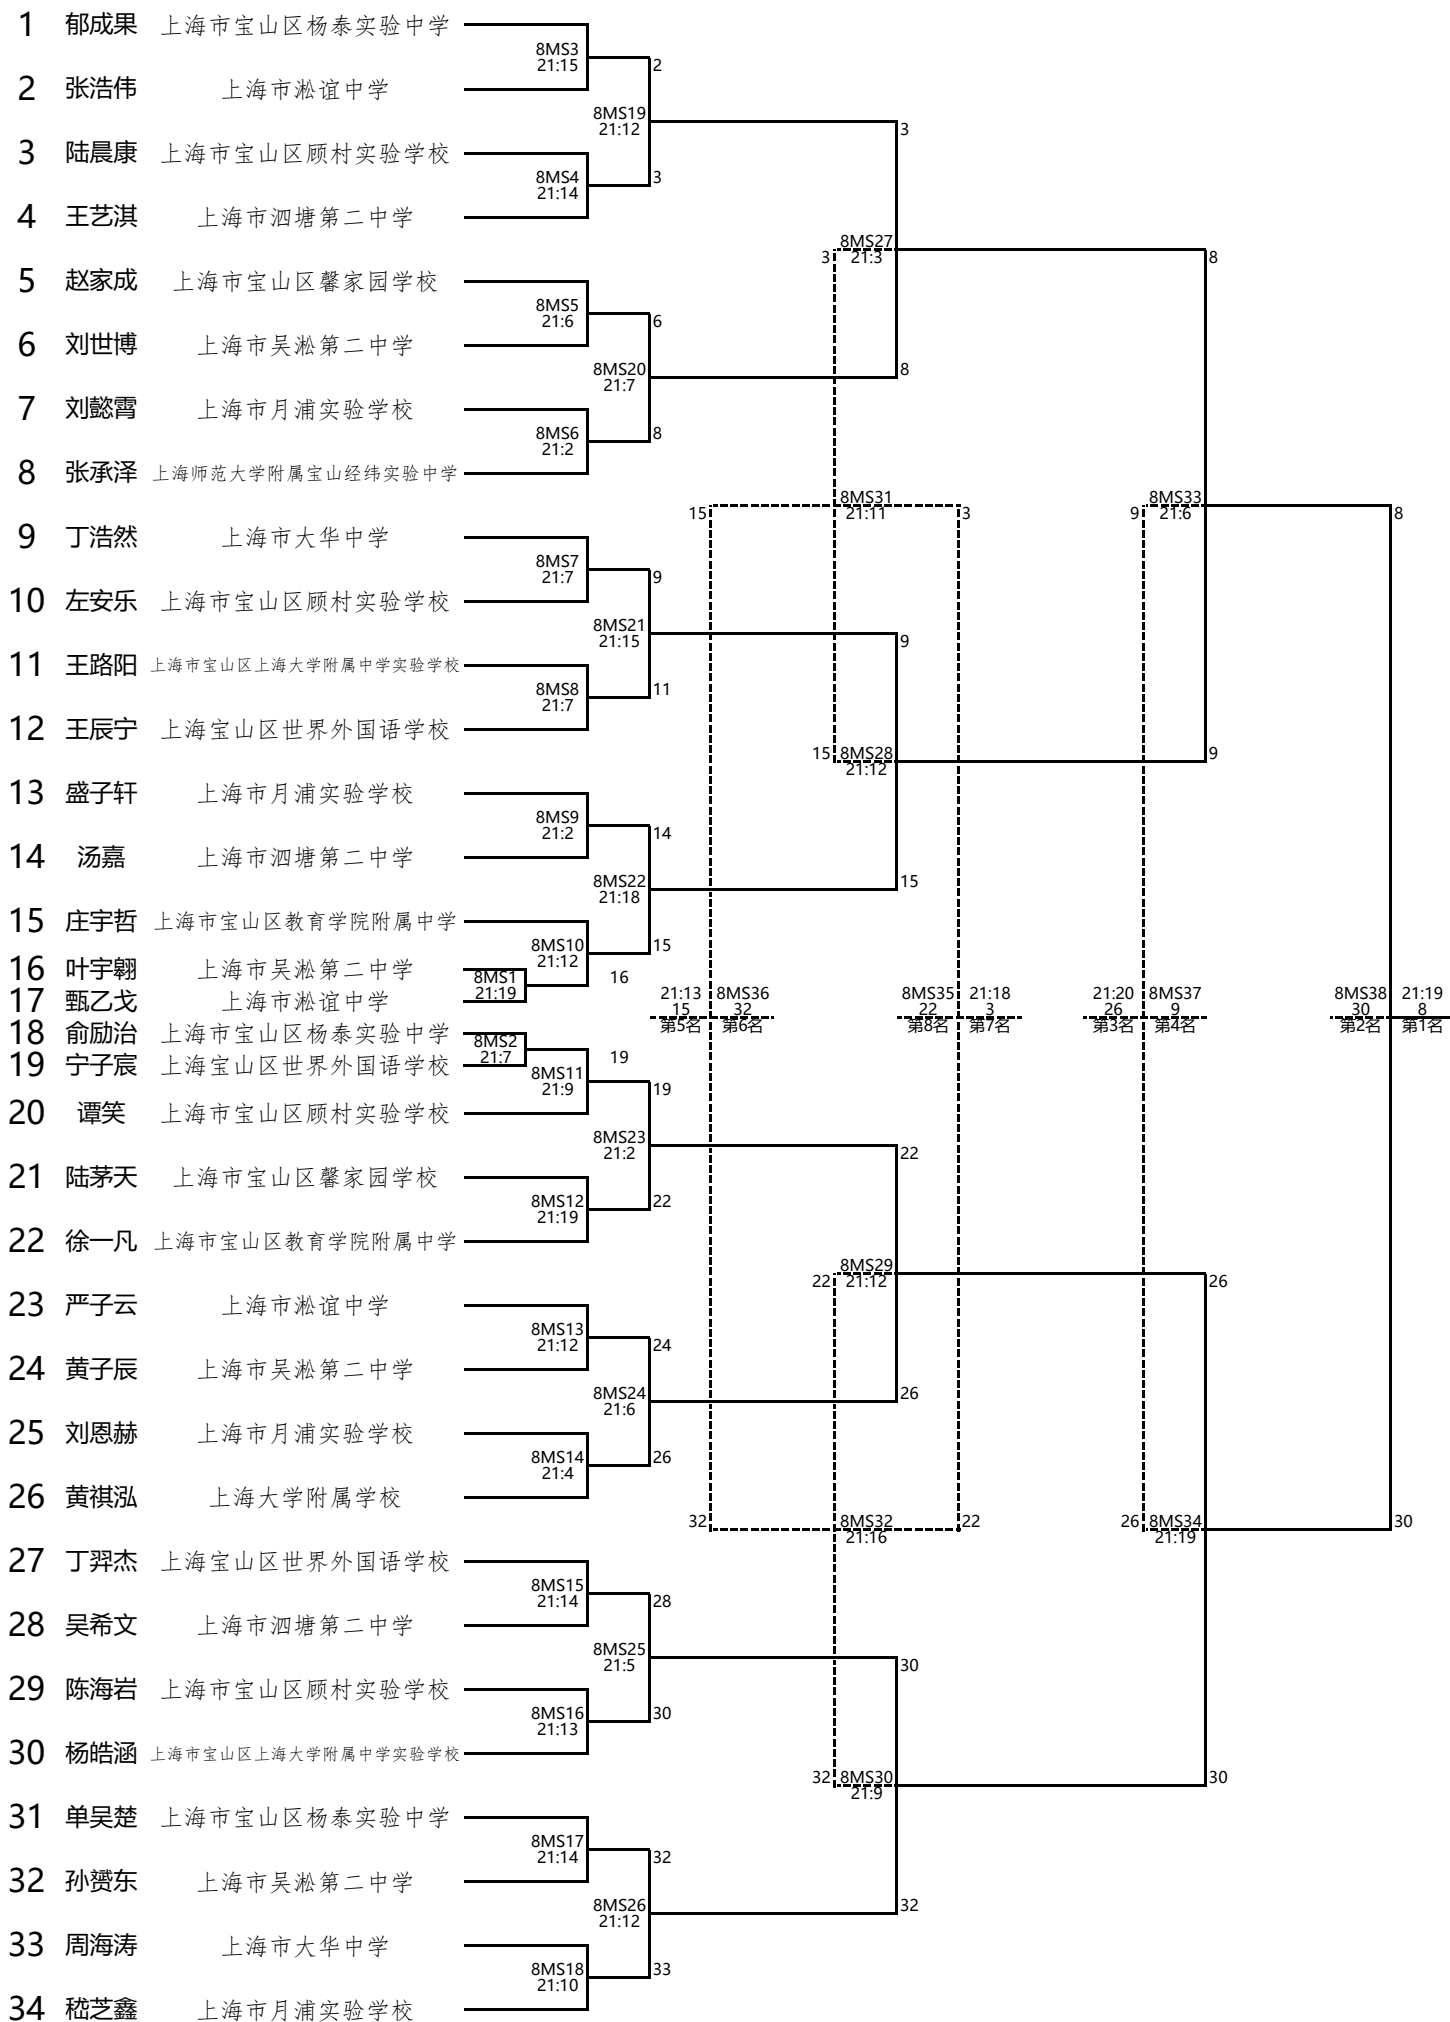 1 郁成果 上海市宝山区杨泰实验中学
8MS3
21:15
2
2 张浩伟 上海市淞谊中学
8MS19
21:12
3
3 陆晨康 上海市宝山区顾村实验学校
8MS4
21:14
3
4 王艺淇 上海市泗塘第二中学
8MS27
3 21:3 8
5 赵家成 上海市宝山区馨家园学校
8MS5
21:6
6
6 刘世博 上海市吴淞第二中学
8MS20
21:7
8
7 刘懿霄 上海市月浦实验学校
8MS6
21:2
8
8 张承泽 上海师范大学附属宝山经纬实验中学
8MS31 8MS33
15 21:11 3 9 21:6 8
9 丁浩然 上海市大华中学
8MS7
21:7
9
10 左安乐 上海市宝山区顾村实验学校
8MS21
21:15
9
11 王路阳 上海市宝山区上海大学附属中学实验学校
8MS8
21:7
11
12 王辰宁 上海宝山区世界外国语学校
15 8MS28 9
21:12
13 盛子轩 上海市月浦实验学校
8MS9
21:2
14
14 汤嘉 上海市泗塘第二中学
8MS22
21:18
15
15 庄宇哲 上海市宝山区教育学院附属中学
8MS10
21:12
15
16 叶宇翱 上海市吴淞第二中学
8MS1
21:19
16
17 甄乙戈 上海市淞谊中学
21:13 8MS36 8MS35 21:18 21:20 8MS37 8MS38 21:19
15 32 22 3 26 9 30 8
第5名 第6名 第8名 第7名 第3名 第4名 第2名 第1名
18 俞励治 上海市宝山区杨泰实验中学
8MS2
21:7
19
19 宁子宸 上海宝山区世界外国语学校
8MS11
21:9
19
20 谭笑 上海市宝山区顾村实验学校
8MS23
21:2
22
21 陆茅天 上海市宝山区馨家园学校
8MS12
21:19
22
22 徐一凡 上海市宝山区教育学院附属中学
8MS29
22 21:12 26
23 严子云 上海市淞谊中学
8MS13
21:12
24
24 黄子辰 上海市吴淞第二中学
8MS24
21:6
26
25 刘恩赫 上海市月浦实验学校
8MS14
21:4
26
26 黄祺泓 上海大学附属学校
32 8MS32 22 26 8MS34 30
21:16 21:19
27 丁羿杰 上海宝山区世界外国语学校
8MS15
21:14
28
28 吴希文 上海市泗塘第二中学
8MS25
21:5
30
29 陈海岩 上海市宝山区顾村实验学校
8MS16
21:13
30
30 杨皓涵 上海市宝山区上海大学附属中学实验学校
32 8MS30 30
21:9
31 单吴楚 上海市宝山区杨泰实验中学
8MS17
21:14
32
32 孙赟东 上海市吴淞第二中学
8MS26
21:12
32
33 周海涛 上海市大华中学
8MS18
21:10
33
34 嵇芝鑫 上海市月浦实验学校